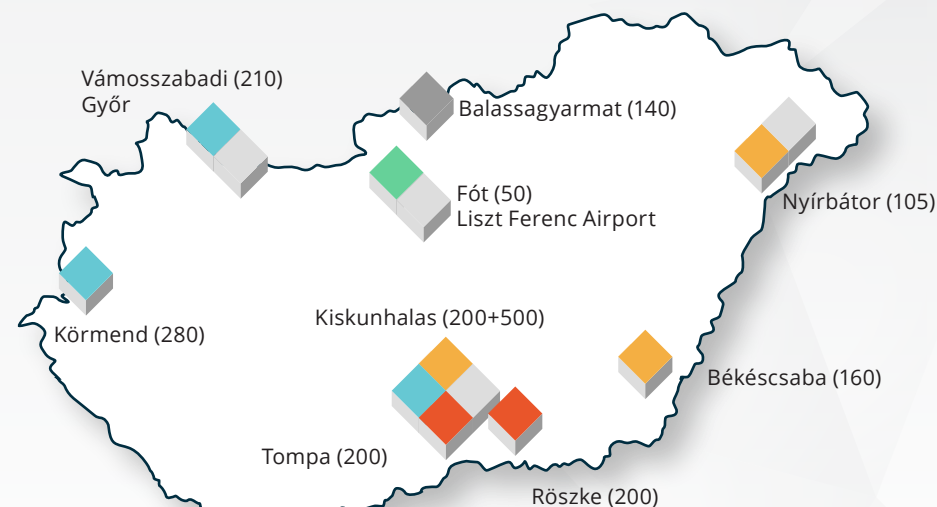 Vámosszabadi (210)
Győr
Balassagyarmat (140)
Fót (50)
Liszt Ferenc Airport
Nyírbátor (105)
Körmend (280)
Kiskunhalas (200+500)
Békéscsaba (160)
Tompa (200)
Röszke (200)